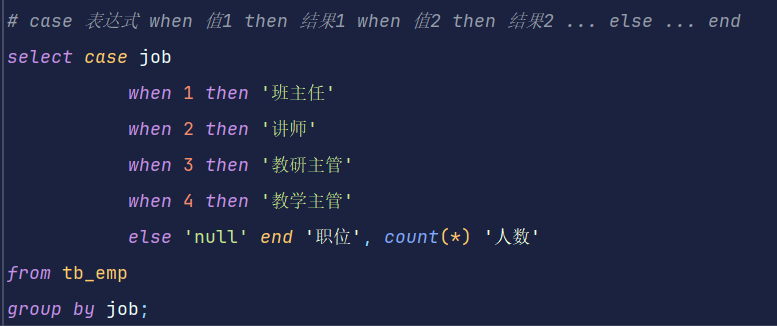 # case 表达式 when 值1 then 结果1 when 值2 then 结果2 ... else ... end
select case job
when 1 then '班主任'
when 2 then '讲师'
when 3 then '教研主管'
when 4 then '教学主管'
else 'null' end '职位', count(*) '人数'
from tb_emp
group by job;